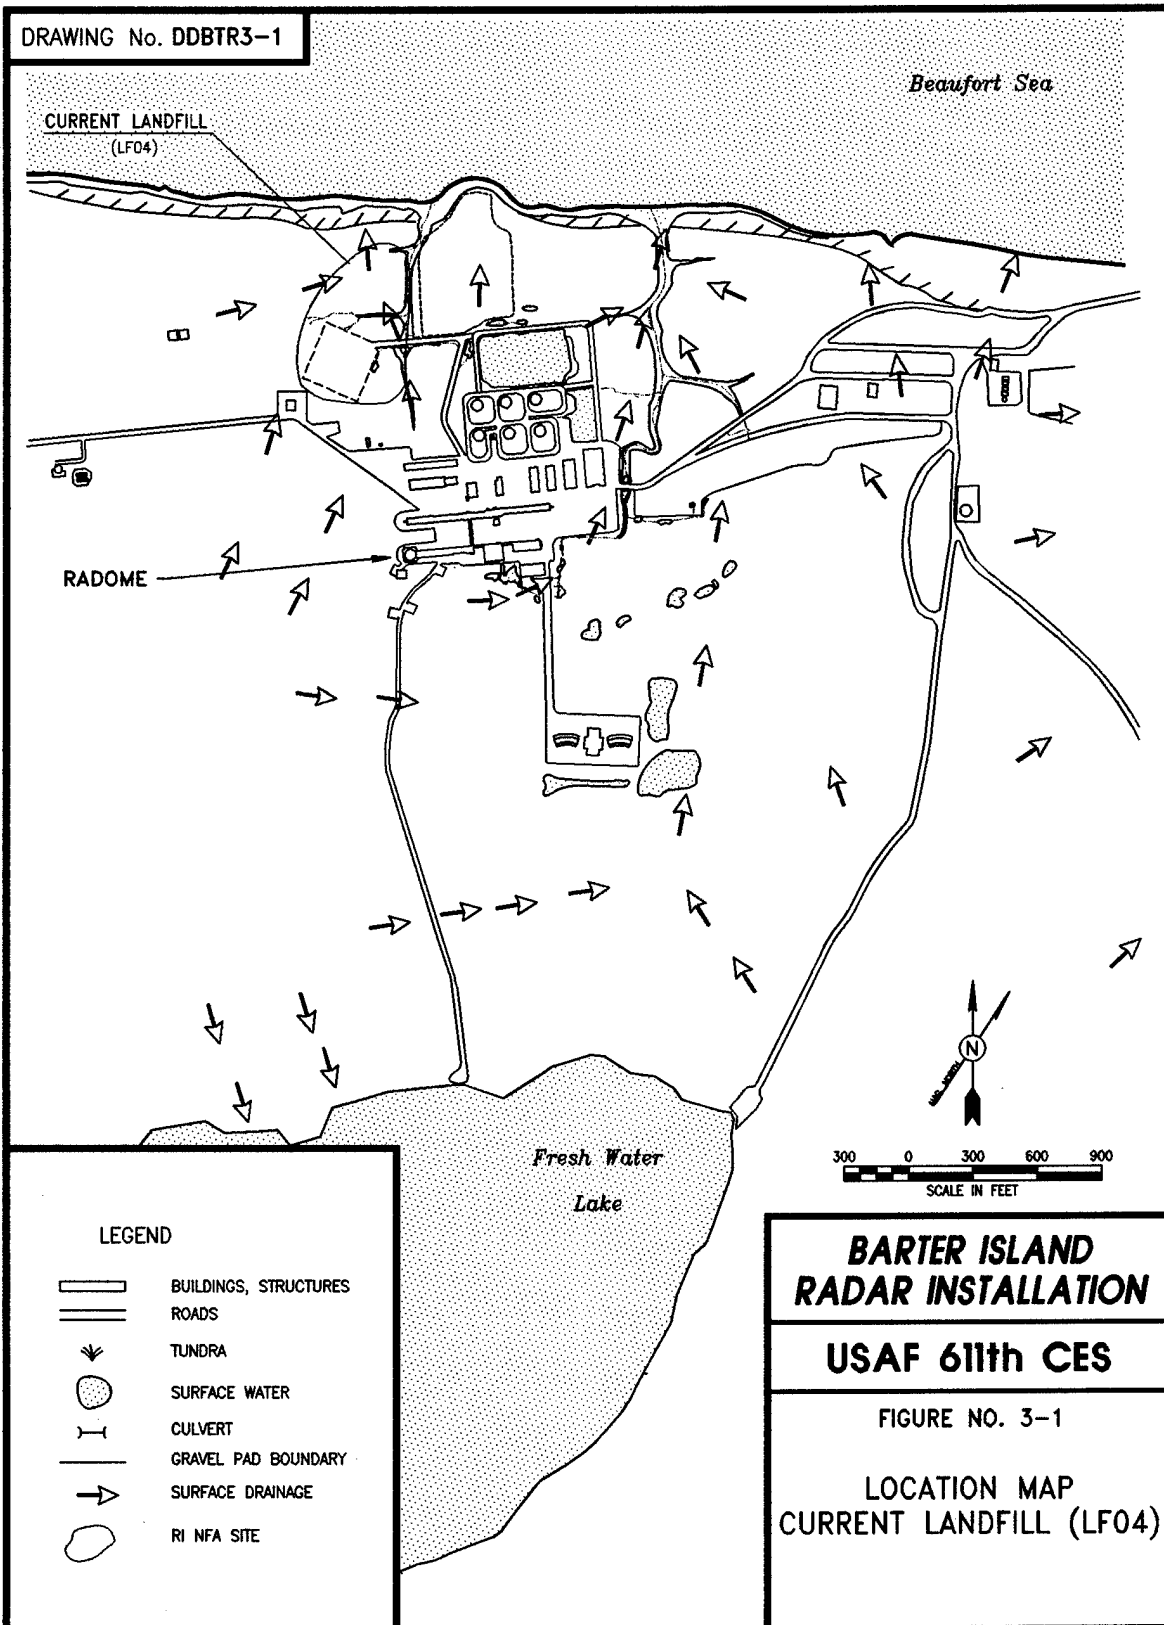 DRAWING No. DDBTR3-1
Beaufort Sea
CURRENT LANDFILL
(LF04)
RADOME
N
MAP NORTH
Fresh Water
Lake
300 0 300 600 900
SCALE IN FEET
LEGEND
BUILDINGS, STRUCTURES
ROADS
TUNDRA
SURFACE WATER
CULVERT
GRAVEL PAD BOUNDARY
SURFACE DRAINAGE
RI NFA SITE
BARTER ISLAND
RADAR INSTALLATION
USAF 611th CES
FIGURE NO. 3-1
LOCATION MAP
CURRENT LANDFILL (LF04)